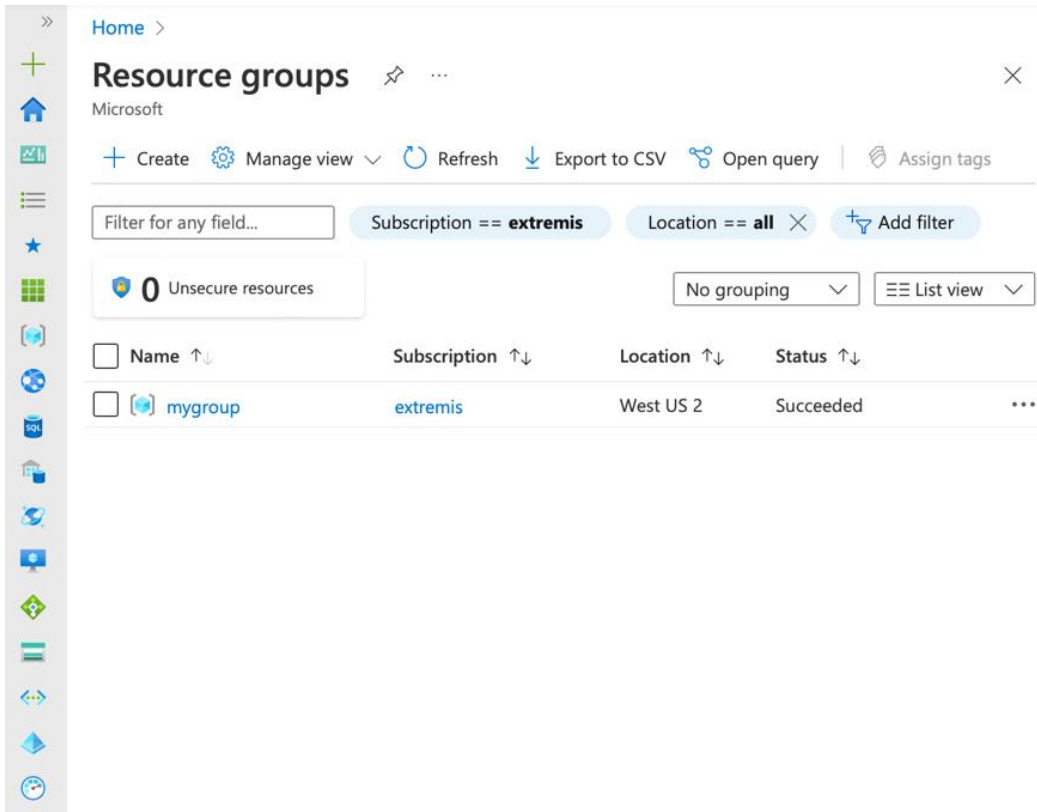 Home >
Resource groups ...
Microsoft
Create Manage view Refresh Export to CSV Open query Assign tags
Filter for any field... Subscription == extremis Location == all Add filter
0 Unsecure resources No grouping List view
Name Subscription Location Status
mygroup extremis West US 2 Succeeded ...
SQL